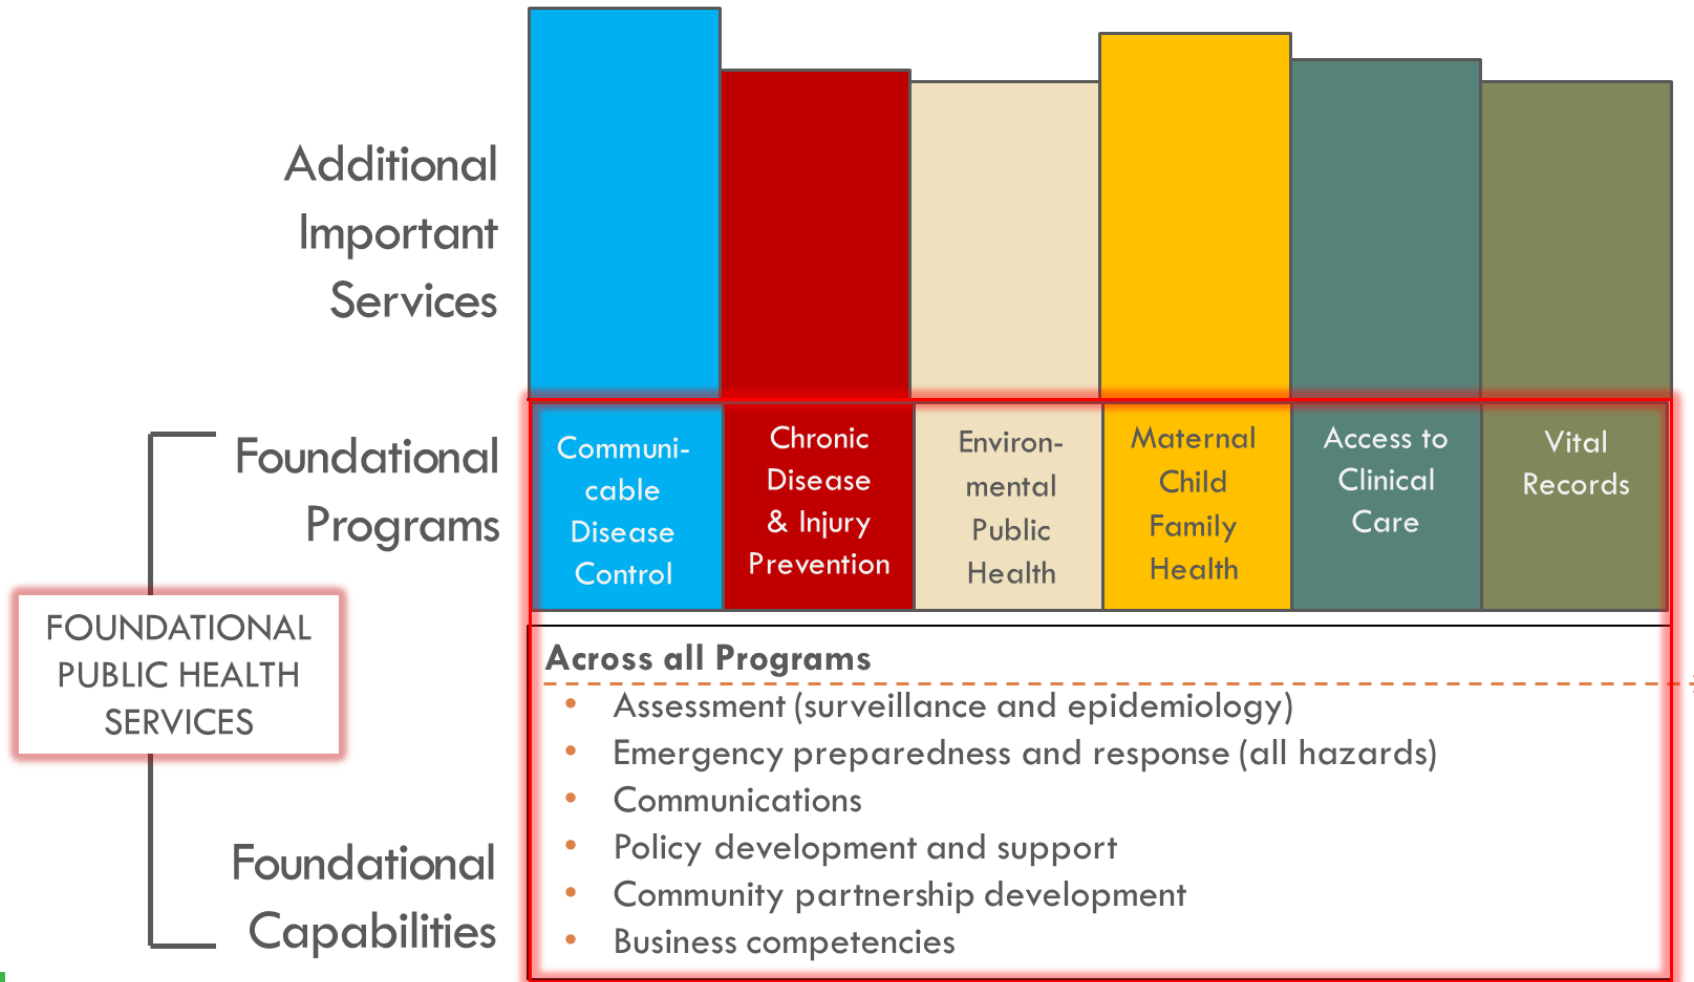 Additional
Important
Services
Foundational
Programs
Communi-
cable
Disease
Control
Chronic
Disease
& Injury
Prevention
Environ-
mental
Public
Health
Maternal
Child
Family
Health
Access to
Clinical
Care
Vital
Records
FOUNDATIONAL
PUBLIC HEALTH
SERVICES
Foundational
Capabilities
Across all Programs
• Assessment (surveillance and epidemiology)
• Emergency preparedness and response (all hazards)
• Communications
• Policy development and support
• Community partnership development
• Business competencies